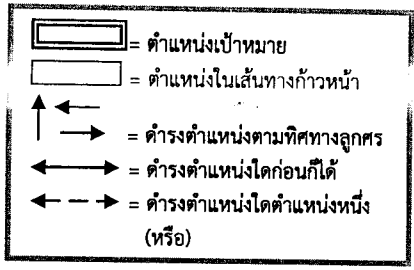 = ตำแหน่งเป้าหมาย
= ตำแหน่งในเส้นทางก้าวหน้า
= ดำรงตำแหน่งตามทิศทางลูกศร
= ดำรงตำแหน่งใดก่อนก็ได้
= ดำรงตำแหน่งใดตำแหน่งหนึ่ง
(หรือ)